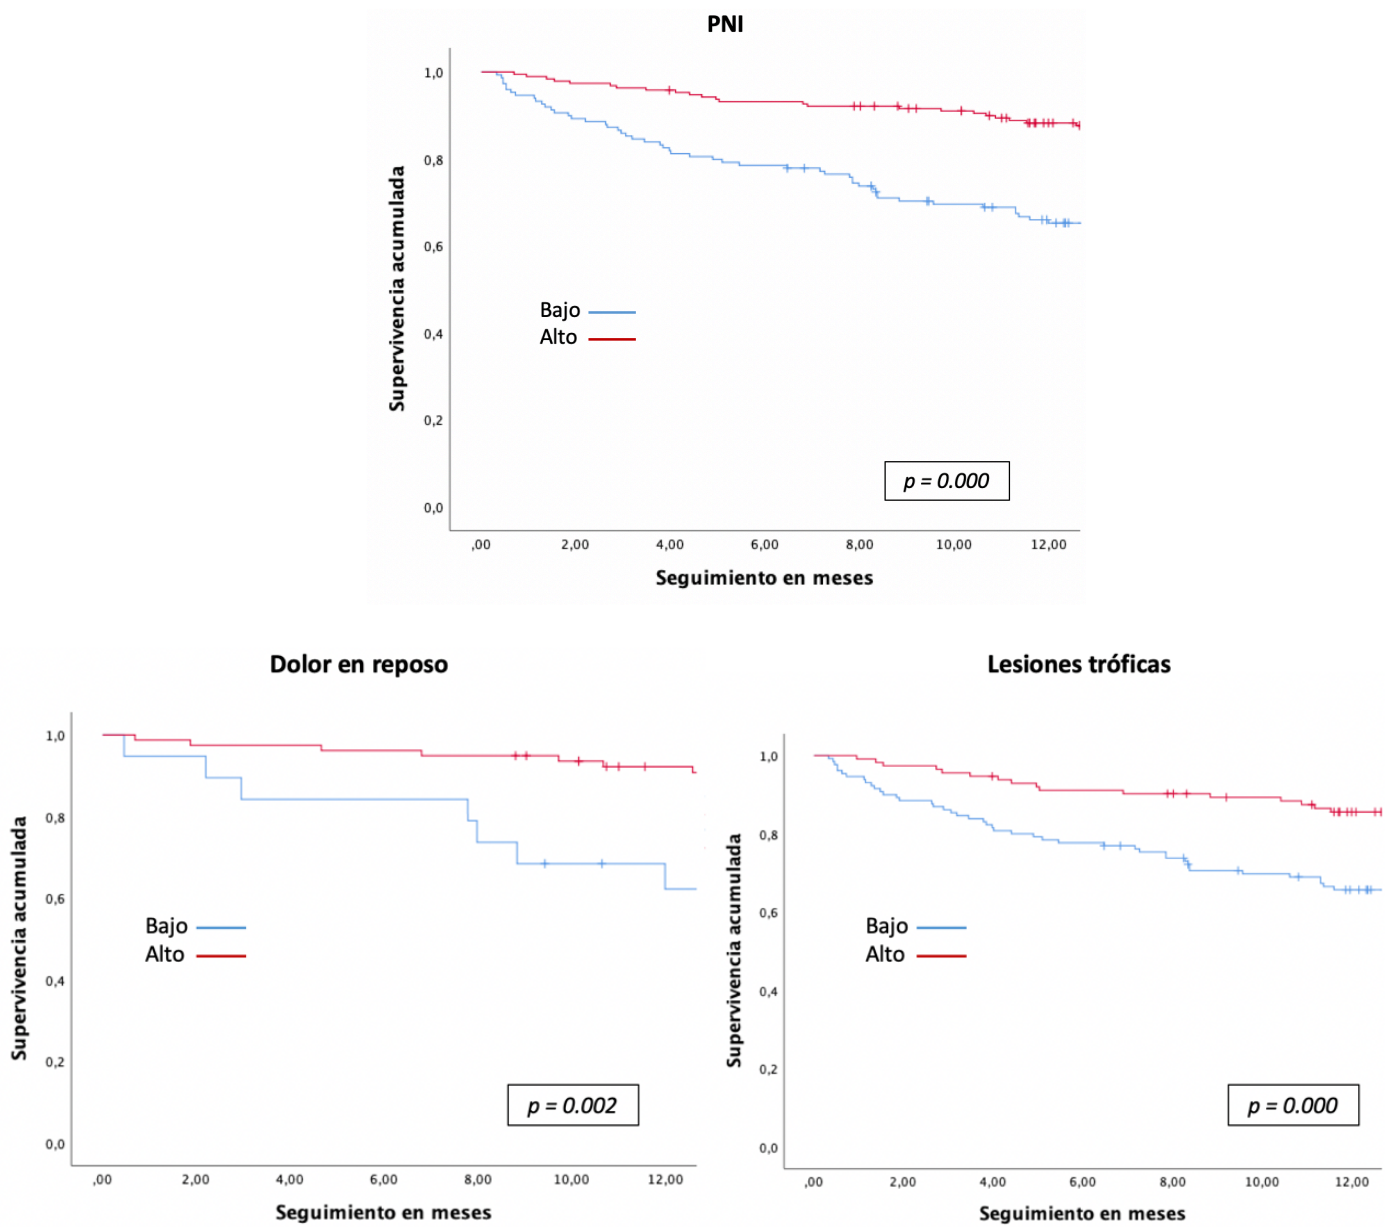 PNI
Supervivencia acumulada
1,0
0,8
0,6
0,4
0,2
0,0
Bajo
Alto
p = 0.000
,00 2,00 4,00 6,00 8,00 10,00 12,00
Seguimiento en meses
Dolor en reposo
Supervivencia acumulada
1,0
0,8
0,6
0,4
0,2
0,0
Bajo
Alto
p = 0.002
,00 2,00 4,00 6,00 8,00 10,00 12,00
Seguimiento en meses
Lesiones tróficas
Supervivencia acumulada
1,0
0,8
0,6
0,4
0,2
0,0
Bajo
Alto
p = 0.000
,00 2,00 4,00 6,00 8,00 10,00 12,00
Seguimiento en meses